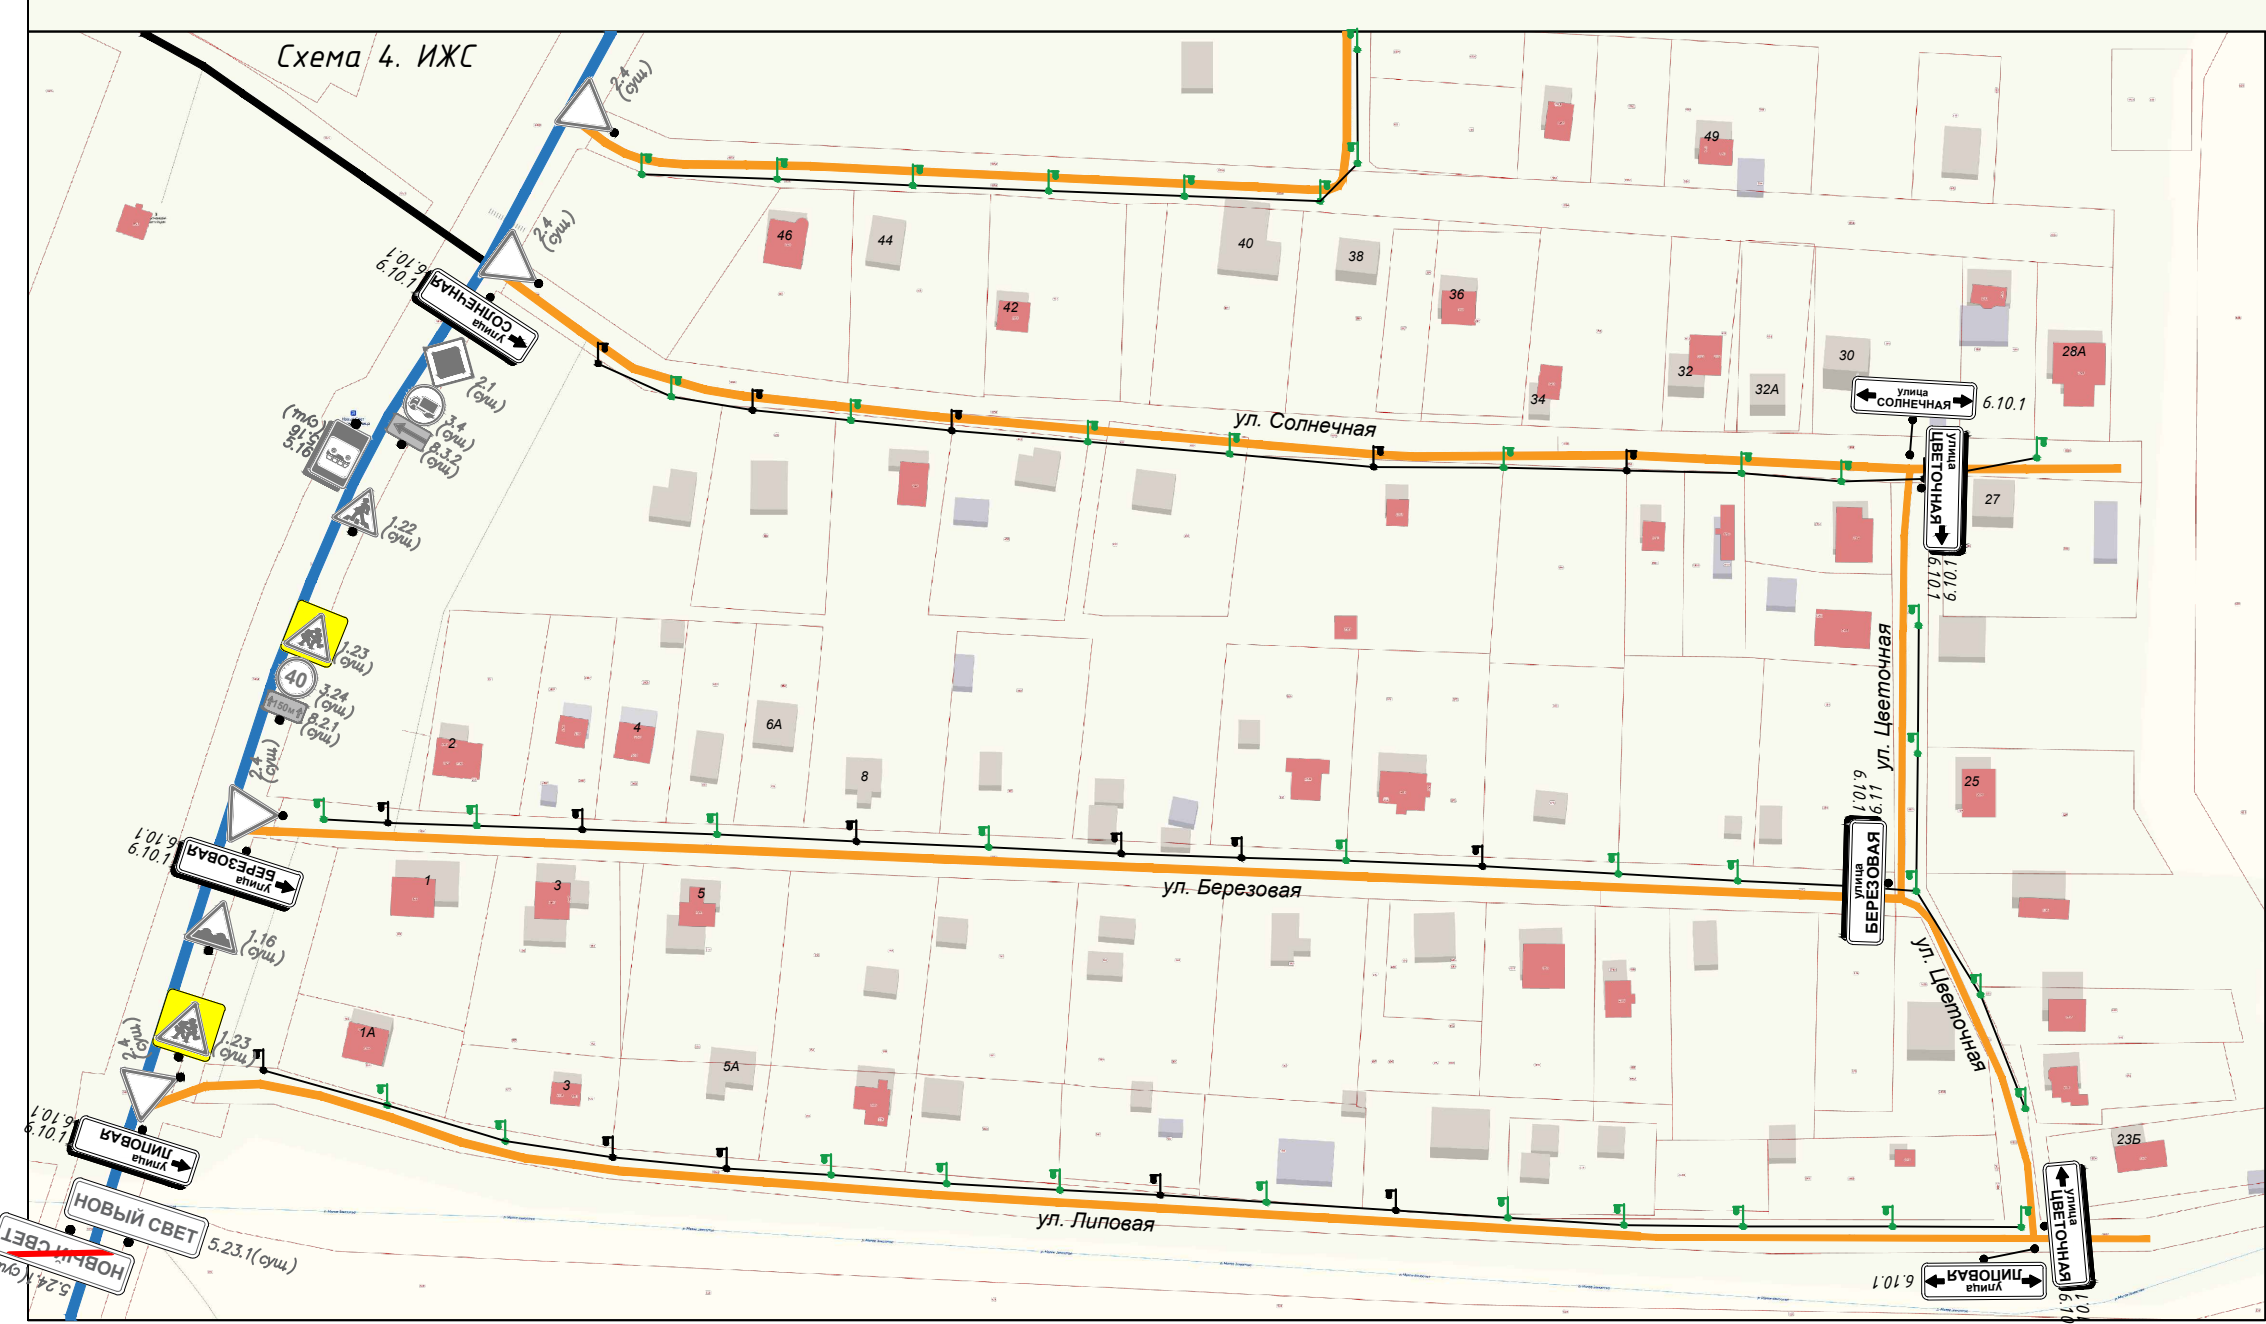 Схема 4. ИЖС
2.4
(сущ.)
2.4
(сущ.)
6.10.1
6.10.1
улица
СОЛНЕЧНАЯ
2.1
(сущ.)
3.4
(сущ.)
8.3.2
(сущ.)
5.16
5.16
(сущ.)
1.22
(сущ.)
1.23
(сущ.)
40
3.24
(сущ.)
150м
8.2.1
(сущ.)
2.4
(сущ.)
6.10.1
6.10.1
улица
БЕРЕЗОВАЯ
1.16
(сущ.)
1.23
(сущ.)
2.4
(сущ.)
6.10.1
6.10.1
улица
ЛИПОВАЯ
НОВЫЙ СВЕТ
5.23.1(сущ.)
НОВЫЙ СВЕТ
49
46
44
42
40
38
36
34
32
32А
30
28А
ул. Солнечная
улица
СОЛНЕЧНАЯ
6.10.1
улица
ЦВЕТОЧНАЯ
6.10.1
6.10.1
27
ул. Цветочная
25
2
4
6А
8
6.10.1
6.11
улица
БЕРЕЗОВАЯ
ул. Березовая
1
3
5
ул. Цветочная
1А
3
5А
23Б
ул. Липовая
улица
ЦВЕТОЧНАЯ
улица
ЛИПОВАЯ
6.10.1